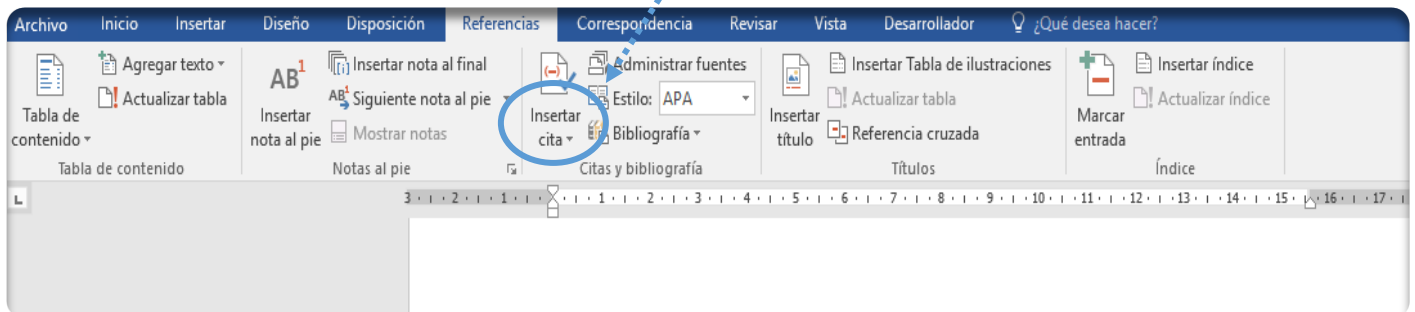 Archivo Inicio Insertar Diseño Disposición Referencias Correspondencia Revisar Vista Desarrollador ¿Qué desea hacer?
Tabla de
contenido
Agregar texto
Actualizar tabla
Tabla de contenido
AB1
Insertar
nota al pie
[i] Insertar nota al final
AB1 Siguiente nota al pie
Mostrar notas
Notas al pie
(-)
Insertar
cita
Administrar fuentes
Estilo: APA
Bibliografía
Citas y bibliografía
Insertar
título
Insertar Tabla de ilustraciones
Actualizar tabla
Referencia cruzada
Títulos
Marcar
entrada
Insertar índice
Actualizar índice
Índice
L
3 2 1 1 2 3 4 5 6 7 8 9 10 11 12 13 14 15 16 17